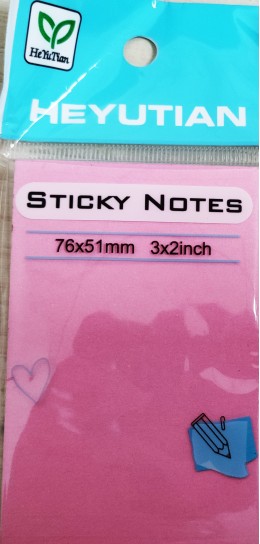 HeYuTian
HEYUTIAN
STICKY NOTES
76x51mm 3x2inch